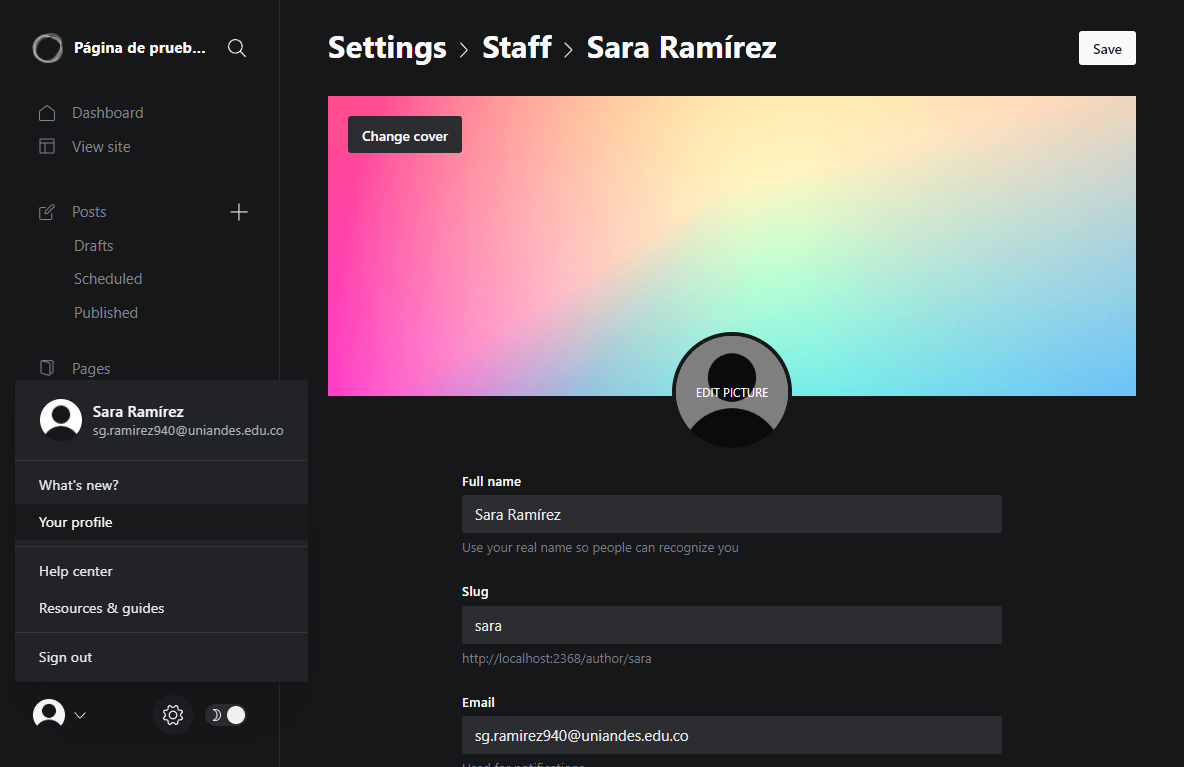 Página de prueb...
Dashboard
View site
Posts
Drafts
Scheduled
Published
Pages
Sara Ramírez
sg.ramirez940@uniandes.edu.co
What's new?
Your profile
Help center
Resources & guides
Sign out
Settings > Staff > Sara Ramírez
Save
Change cover
EDIT PICTURE
Full name
Sara Ramírez
Use your real name so people can recognize you
Slug
sara
http://localhost:2368/author/sara
Email
sg.ramirez940@uniandes.edu.co
Used for notifications